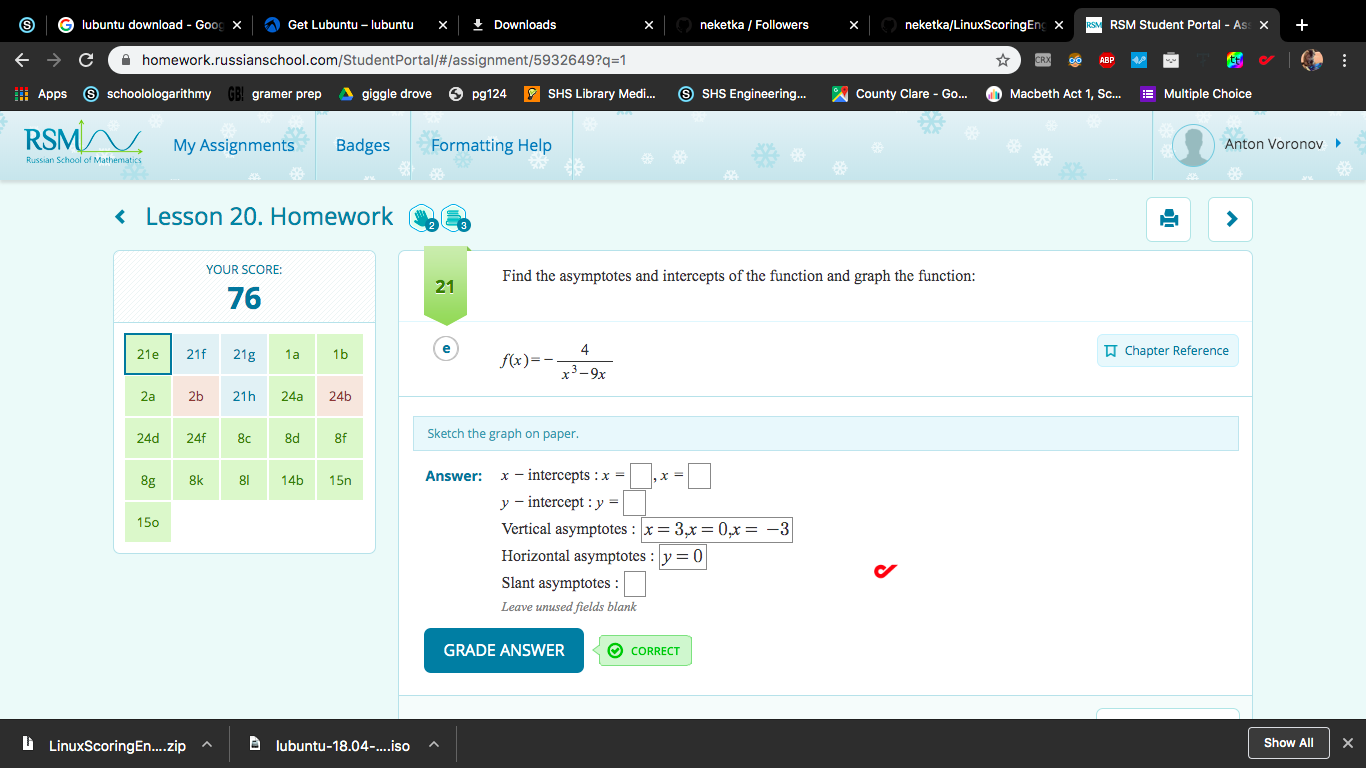 lubuntu download - Goog
Get Lubuntu – lubuntu
Downloads
neketka / Followers
neketka/LinuxScoringEng
RSM Student Portal - Ass
homework.russianschool.com/StudentPortal/#/assignment/5932649?q=1
CRX
ABP
Apps
schoolologarithmy
GB! gramer prep
giggle drove
pg124
SHS Library Medi...
SHS Engineering...
County Clare - Go...
Macbeth Act 1, Sc...
Multiple Choice
RSM
Russian School of Mathematics
My Assignments
Badges
Formatting Help
Anton Voronov
Lesson 20. Homework
2
3
YOUR SCORE:
76
21e 21f 21g 1a 1b
2a 2b 21h 24a 24b
24d 24f 8c 8d 8f
8g 8k 8l 14b 15n
15o
21
Find the asymptotes and intercepts of the function and graph the function:
e
f(x)=−4/(x³−9x)
Chapter Reference
Sketch the graph on paper.
Answer: x − intercepts : x = , x =
y − intercept : y =
Vertical asymptotes : x = 3,x = 0,x = −3
Horizontal asymptotes : y = 0
Slant asymptotes :
Leave unused fields blank
GRADE ANSWER
CORRECT
LinuxScoringEn....zip
lubuntu-18.04-....iso
Show All